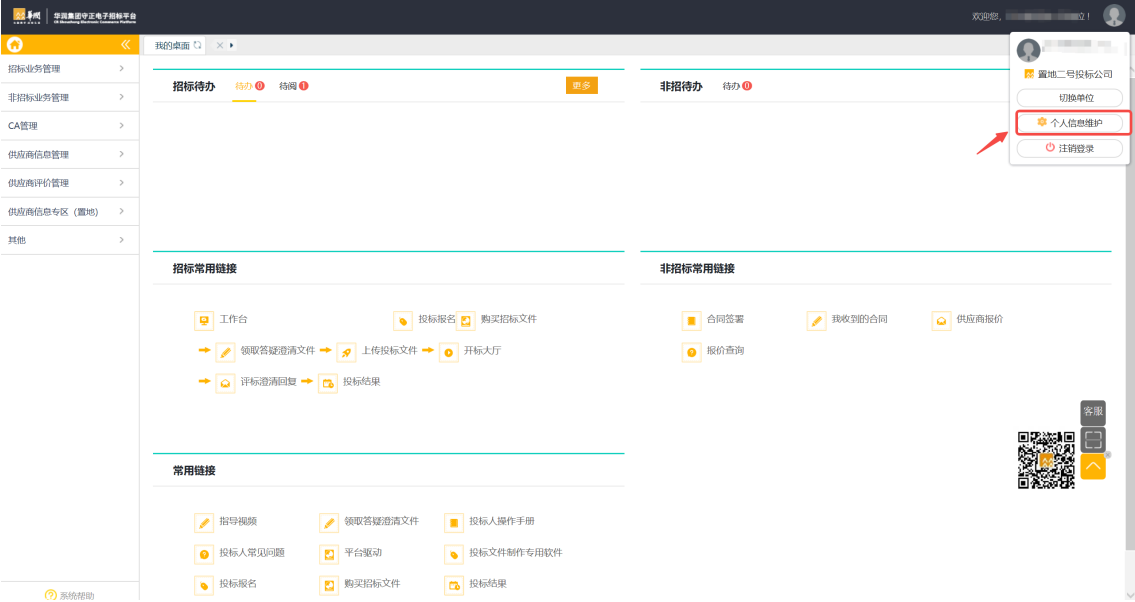 華潤 华润集团守正电子招标平台
CR Shouzheng Electronic Commerce Platform
欢迎您,
位！
我的桌面
招标业务管理
非招标业务管理
CA管理
供应商信息管理
供应商评价管理
供应商信息专区（置地）
其他
系统帮助
招标待办 待办 0 待阅 1 更多
非招待办 待办 0
置地二号投标公司
切换单位
个人信息维护
注销登录
招标常用链接
工作台 投标报名 购买招标文件
领取答疑澄清文件 上传投标文件 开标大厅
评标澄清回复 投标结果
非招标常用链接
合同签署 我收到的合同 供应商报价
报价查询
客服
常用链接
指导视频 领取答疑澄清文件 投标人操作手册
投标人常见问题 平台驱动 投标文件制作专用软件
投标报名 购买招标文件 投标结果